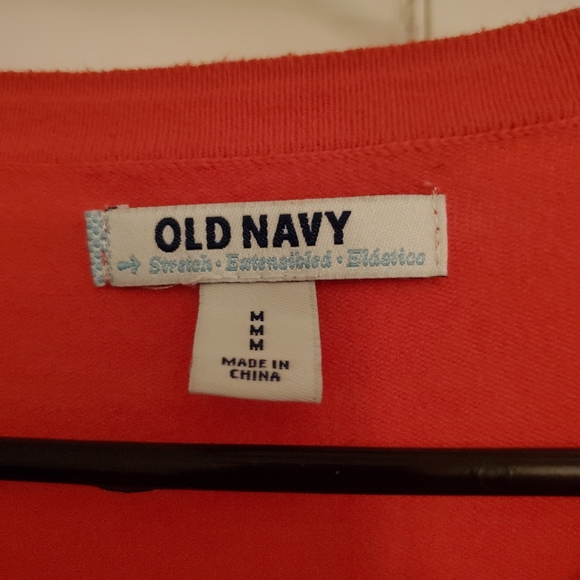 OLD NAVY
Stretch • Extensibled • Elástico
M
M
M
MADE IN
CHINA